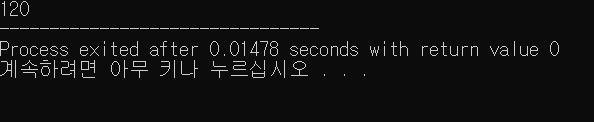 120
--------------------------------
Process exited after 0.01478 seconds with return value 0
계속하려면 아무 키나 누르십시오 . . .